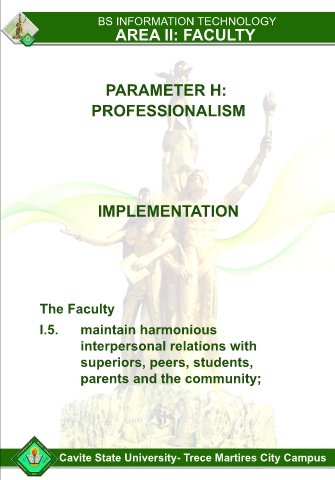 BS INFORMATION TECHNOLOGY
AREA II: FACULTY
PARAMETER H:
PROFESSIONALISM
IMPLEMENTATION
The Faculty
I.5. maintain harmonious
interpersonal relations with
superiors, peers, students,
parents and the community;
Cavite State University- Trece Martires City Campus